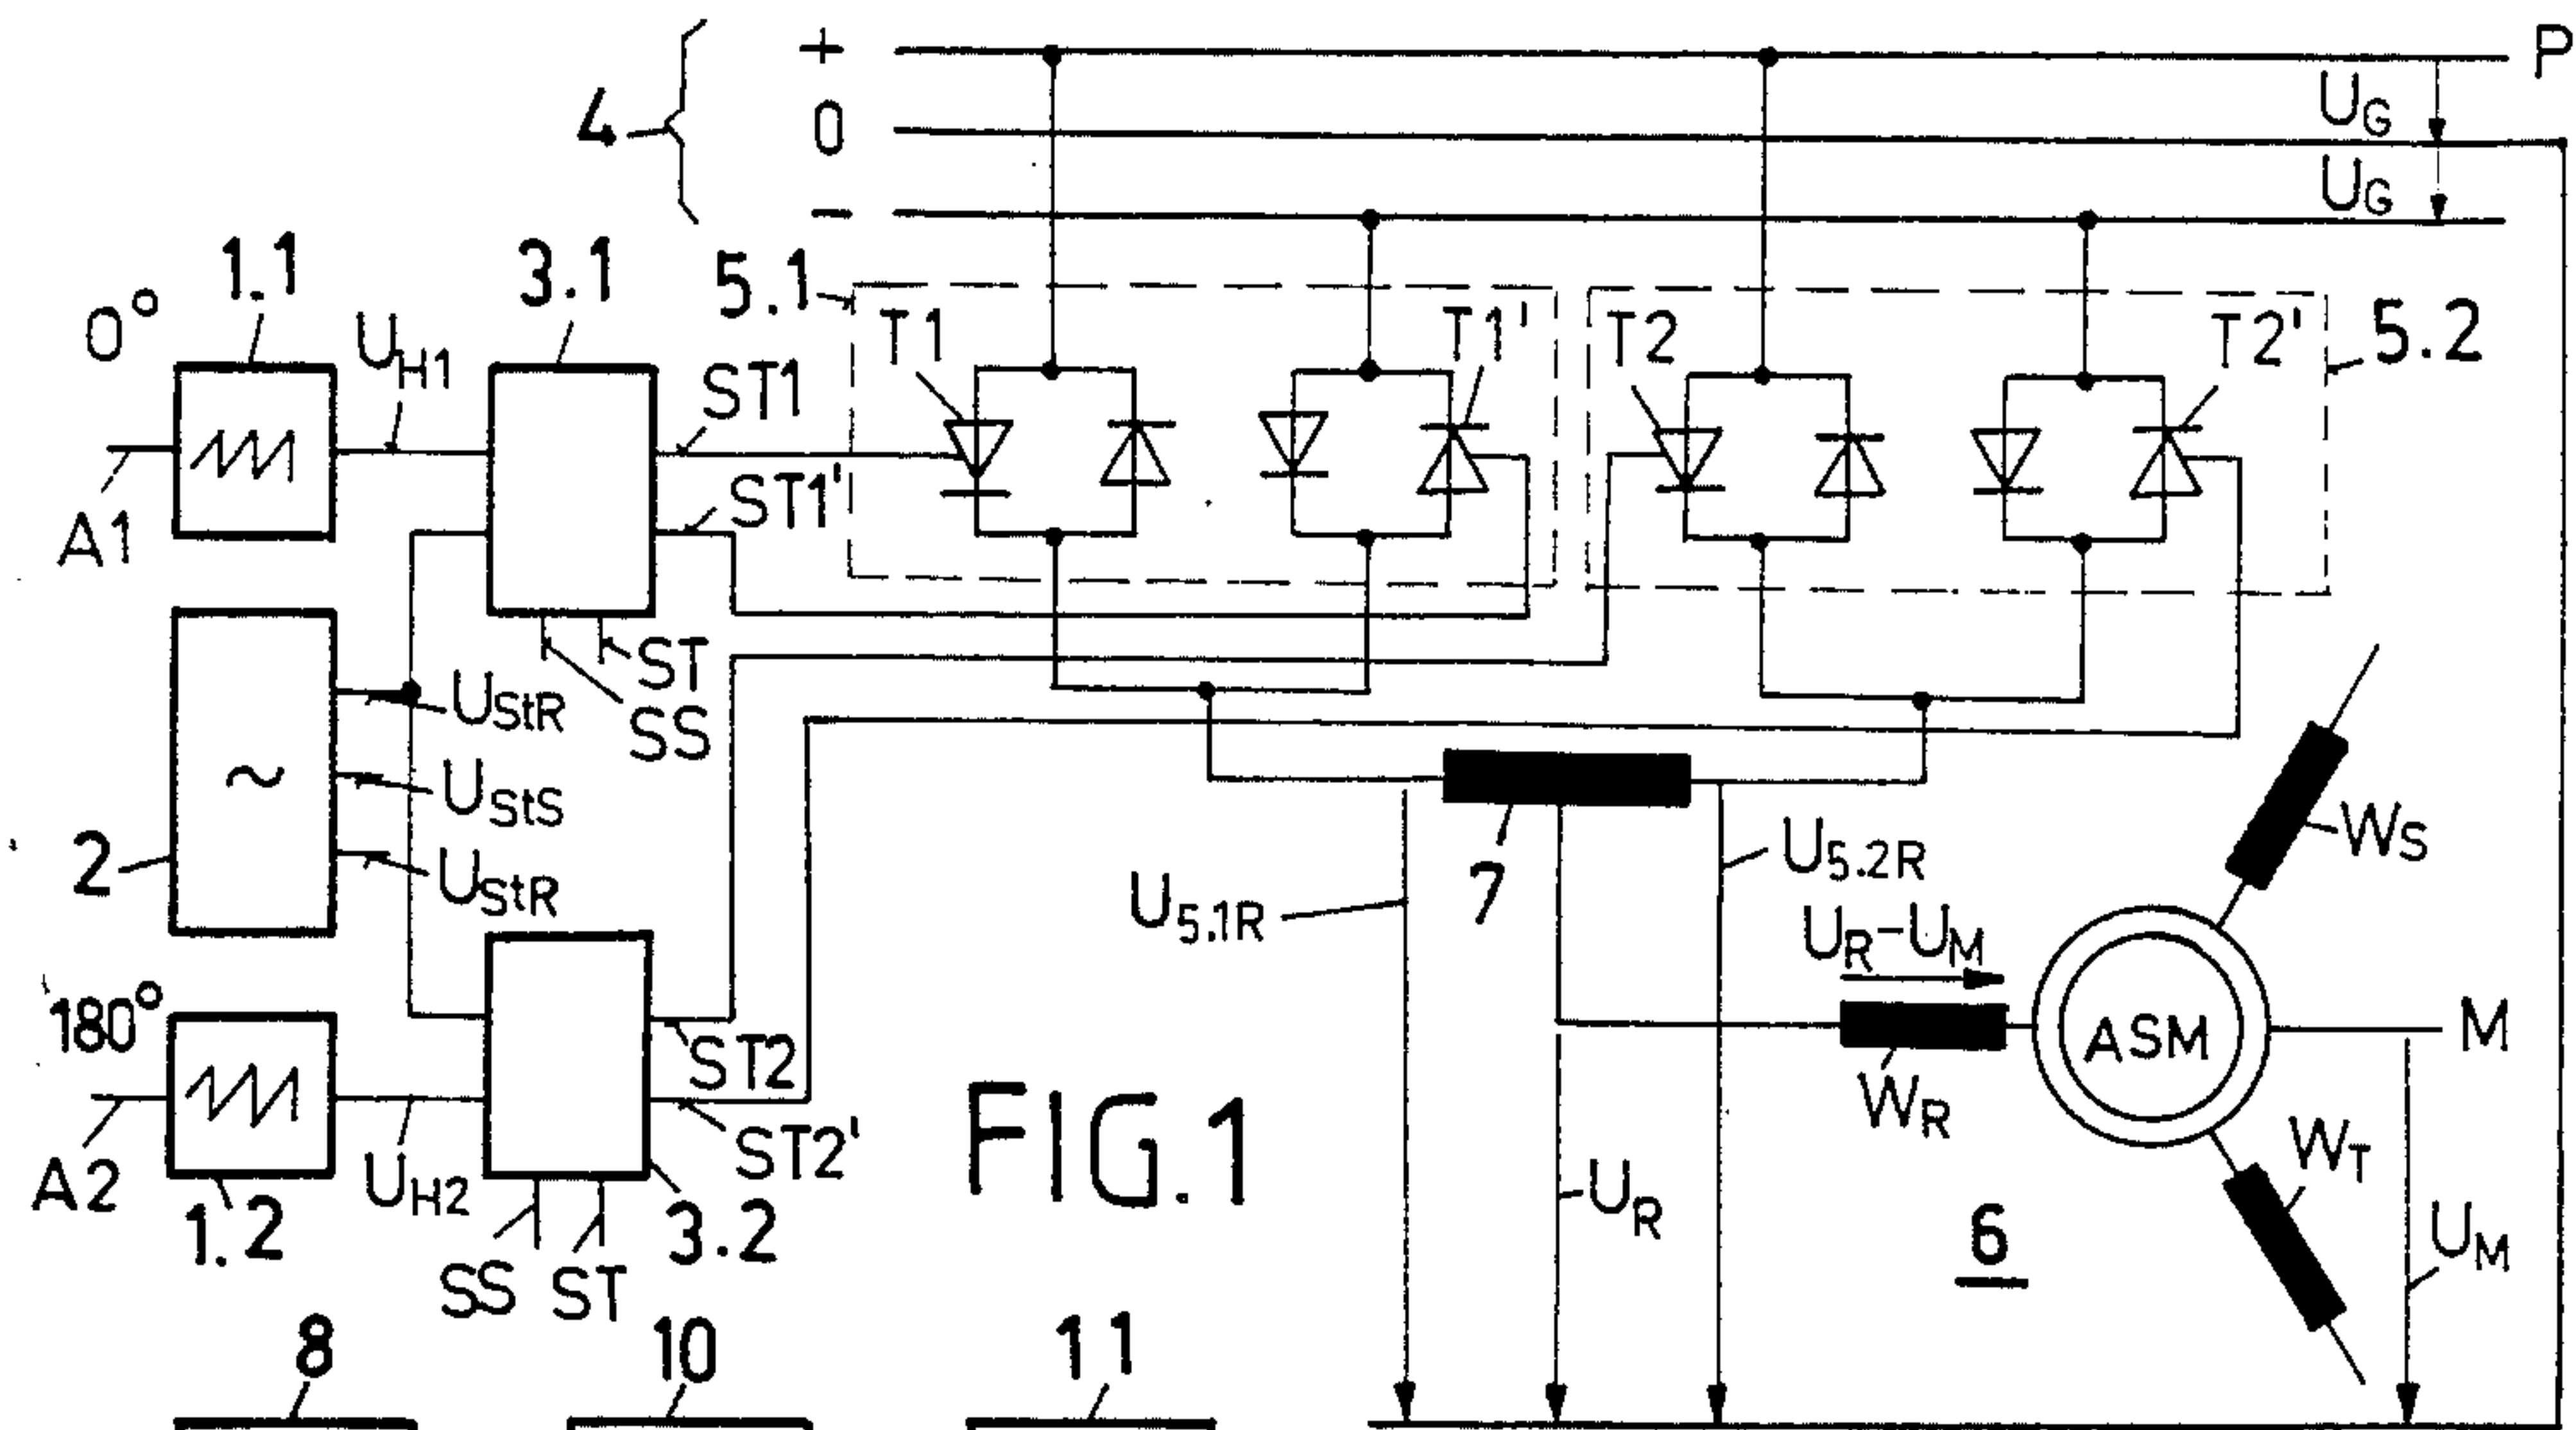 + P
4 0 U_G
- U_G
1.1 3.1 5.1 5.2
0° U_H1 T1 T1' T2 T2'
ST1
A1 ST1'
ST
U_StR SS
U_StS W_S
2 U_StR U_5.1R 7 U_5.2R
U_R-U_M
180° ASM M
ST2 W_R
A2 U_H2 ST2' FIG.1 U_R W_T
1.2 3.2 6 U_M
SS ST
8 10 11